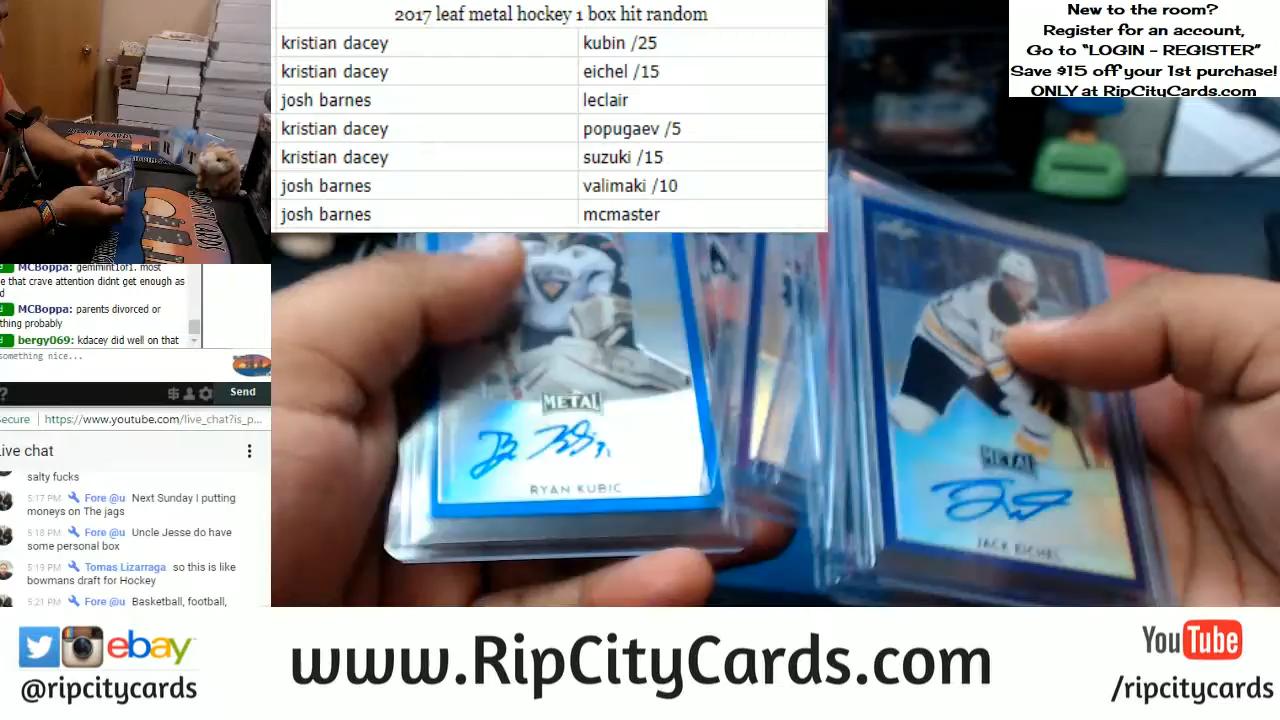 2017 leaf metal hockey 1 box hit random
kristian dacey kubin /25
kristian dacey eichel /15
josh barnes leclair
kristian dacey popugaev /5
kristian dacey suzuki /15
josh barnes valimaki /10
josh barnes mcmaster
New to the room?
Register for an account,
Go to “LOGIN - REGISTER”
Save $15 off your 1st purchase!
ONLY at RipCityCards.com
MCBoppa: gemmint1of1. most
e that crave attention didnt get enough as
d
MCBoppa: parents divorced or
thing probably
bergy069: kdacey did well on that
something nice...
Send
Secure https://www.youtube.com/live_chat?is_p...
Live chat
salty fucks
5:17 PM Fore @u Next Sunday I putting
moneys on The jags
5:18 PM Fore @u Uncle Jesse do have
some personal box
5:19 PM Tomas Lizarraga so this is like
bowmans draft for Hockey
5:21 PM Fore @u Basketball, football,
METAL
RYAN KUBIC
METAL
JACK EICHEL
ebay
@ripcitycards
www.RipCityCards.com
YouTube
/ripcitycards